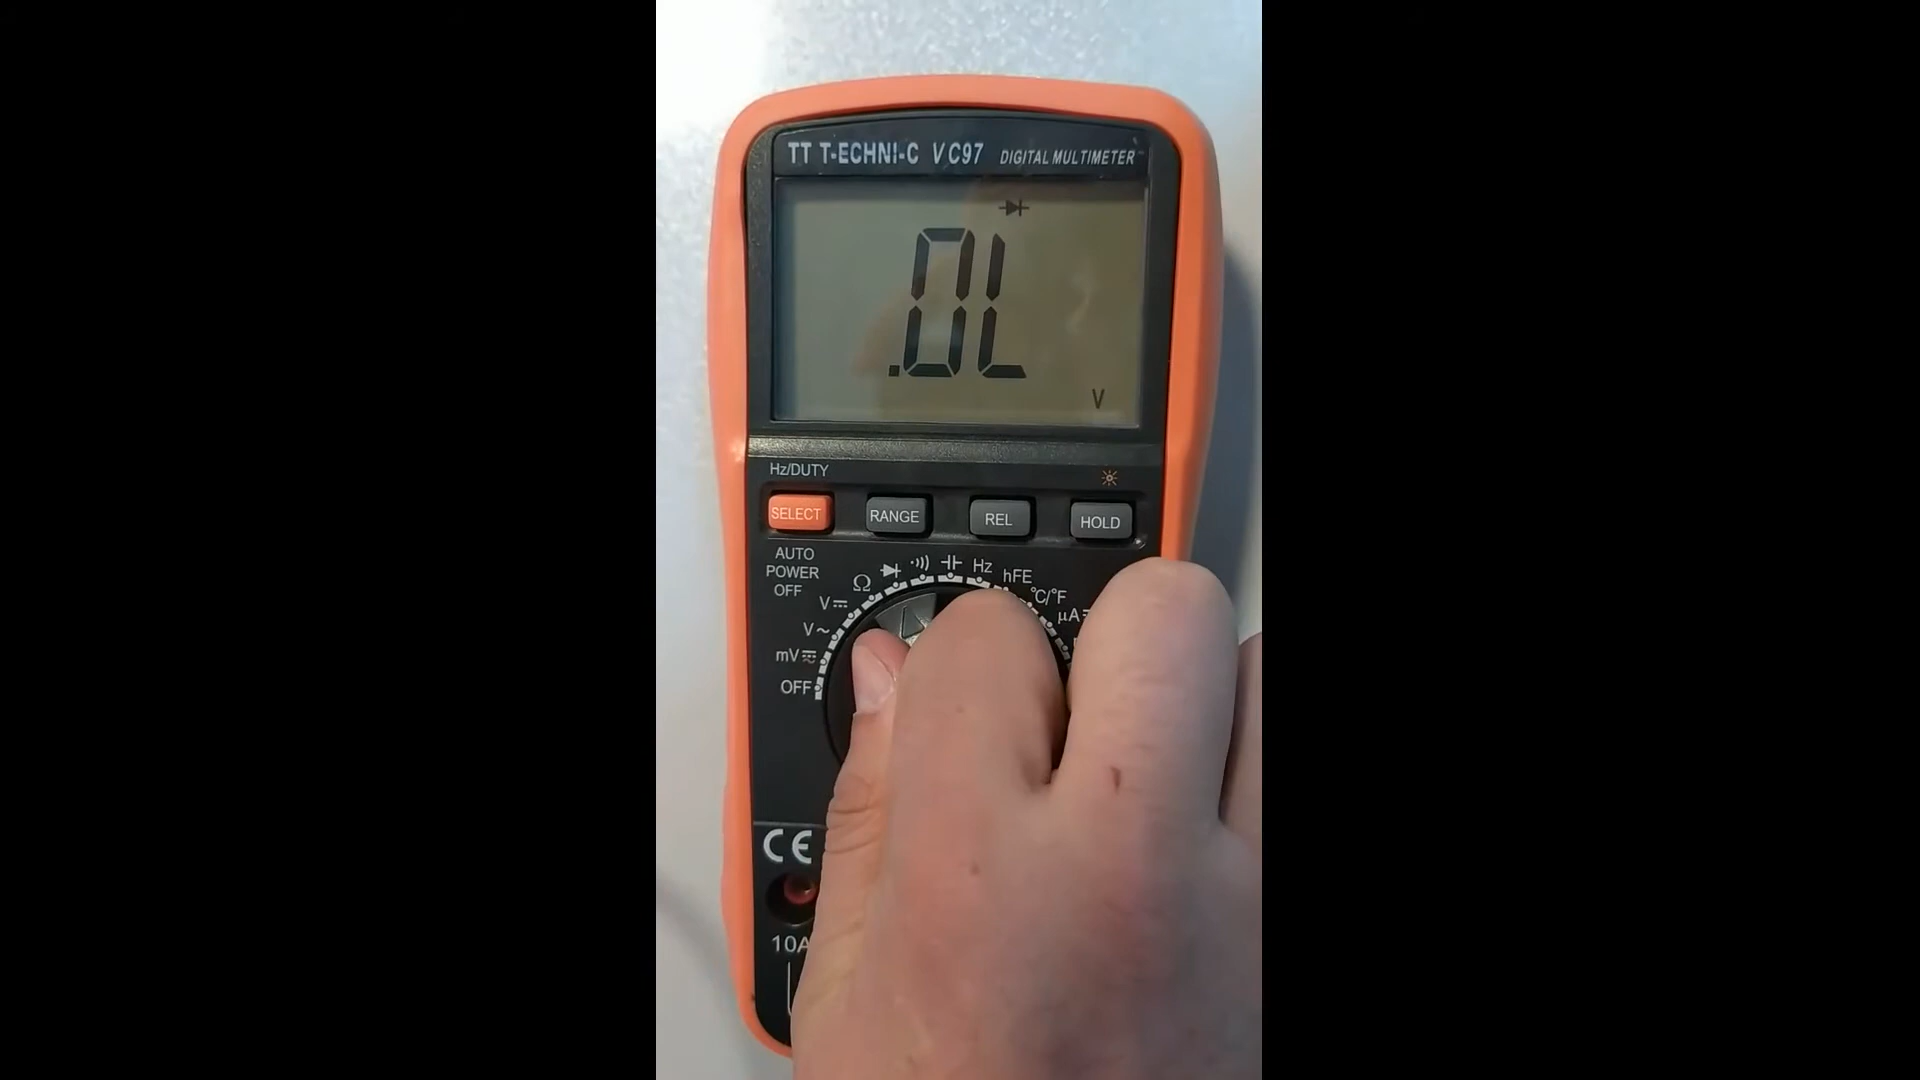 TT T-ECHNI-C VC97 DIGITAL MULTIMETER
.OL
V
Hz/DUTY
SELECT RANGE REL HOLD
AUTO
POWER
OFF
Ω
Hz
hFE
°C/°F
μA
V
V~
mV
OFF
CE
10A